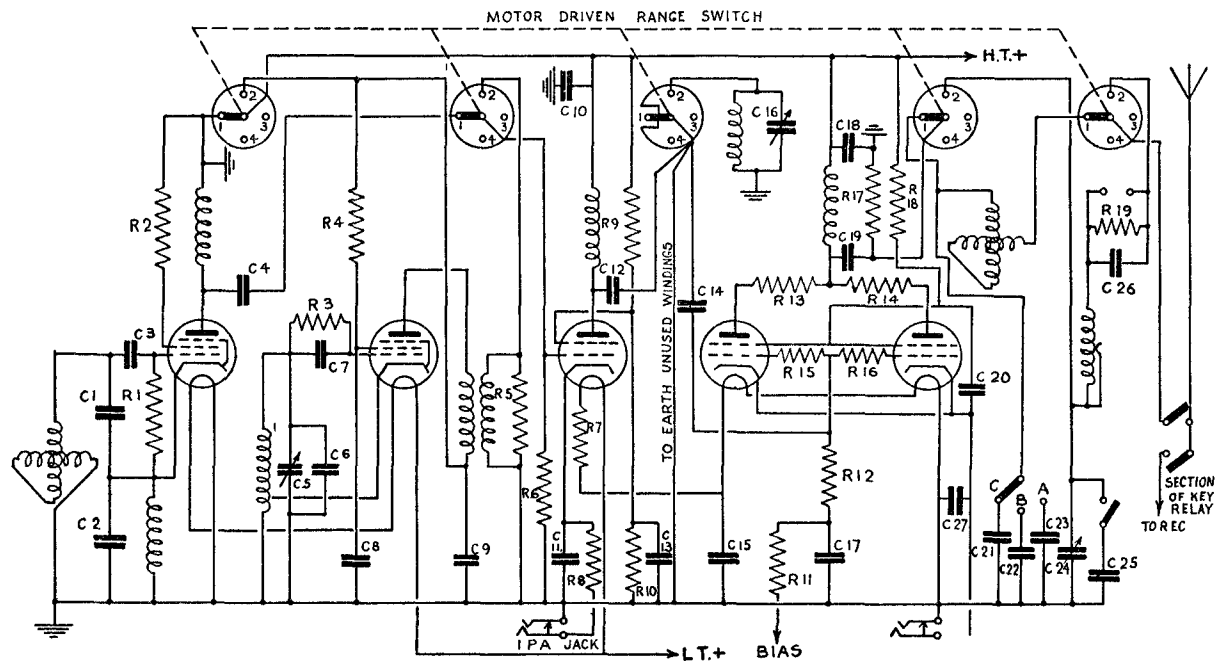 MOTOR DRIVEN RANGE SWITCH
H.T.+
2
1 3
4
2
1 3
4
C10
2
1 3
4
C16
2
1 3
4
2
1 3
4
C18
R2
R4
R9
R17
R18
R19
C4
C12
C19
C26
R3
C14
R13
R14
C3
C7
R15
R16
C20
C1
R1
R5
R7
TO EARTH UNUSED WINDINGS
C5
C6
R6
R12
C2
C8
C9
C11
R8
R10
C13
C15
R11
C17
C27
C
B
A
C21
C22
C23
C24
C25
SECTION
OF KEY
RELAY
TO REC
1 PA JACK
L.T.+
BIAS